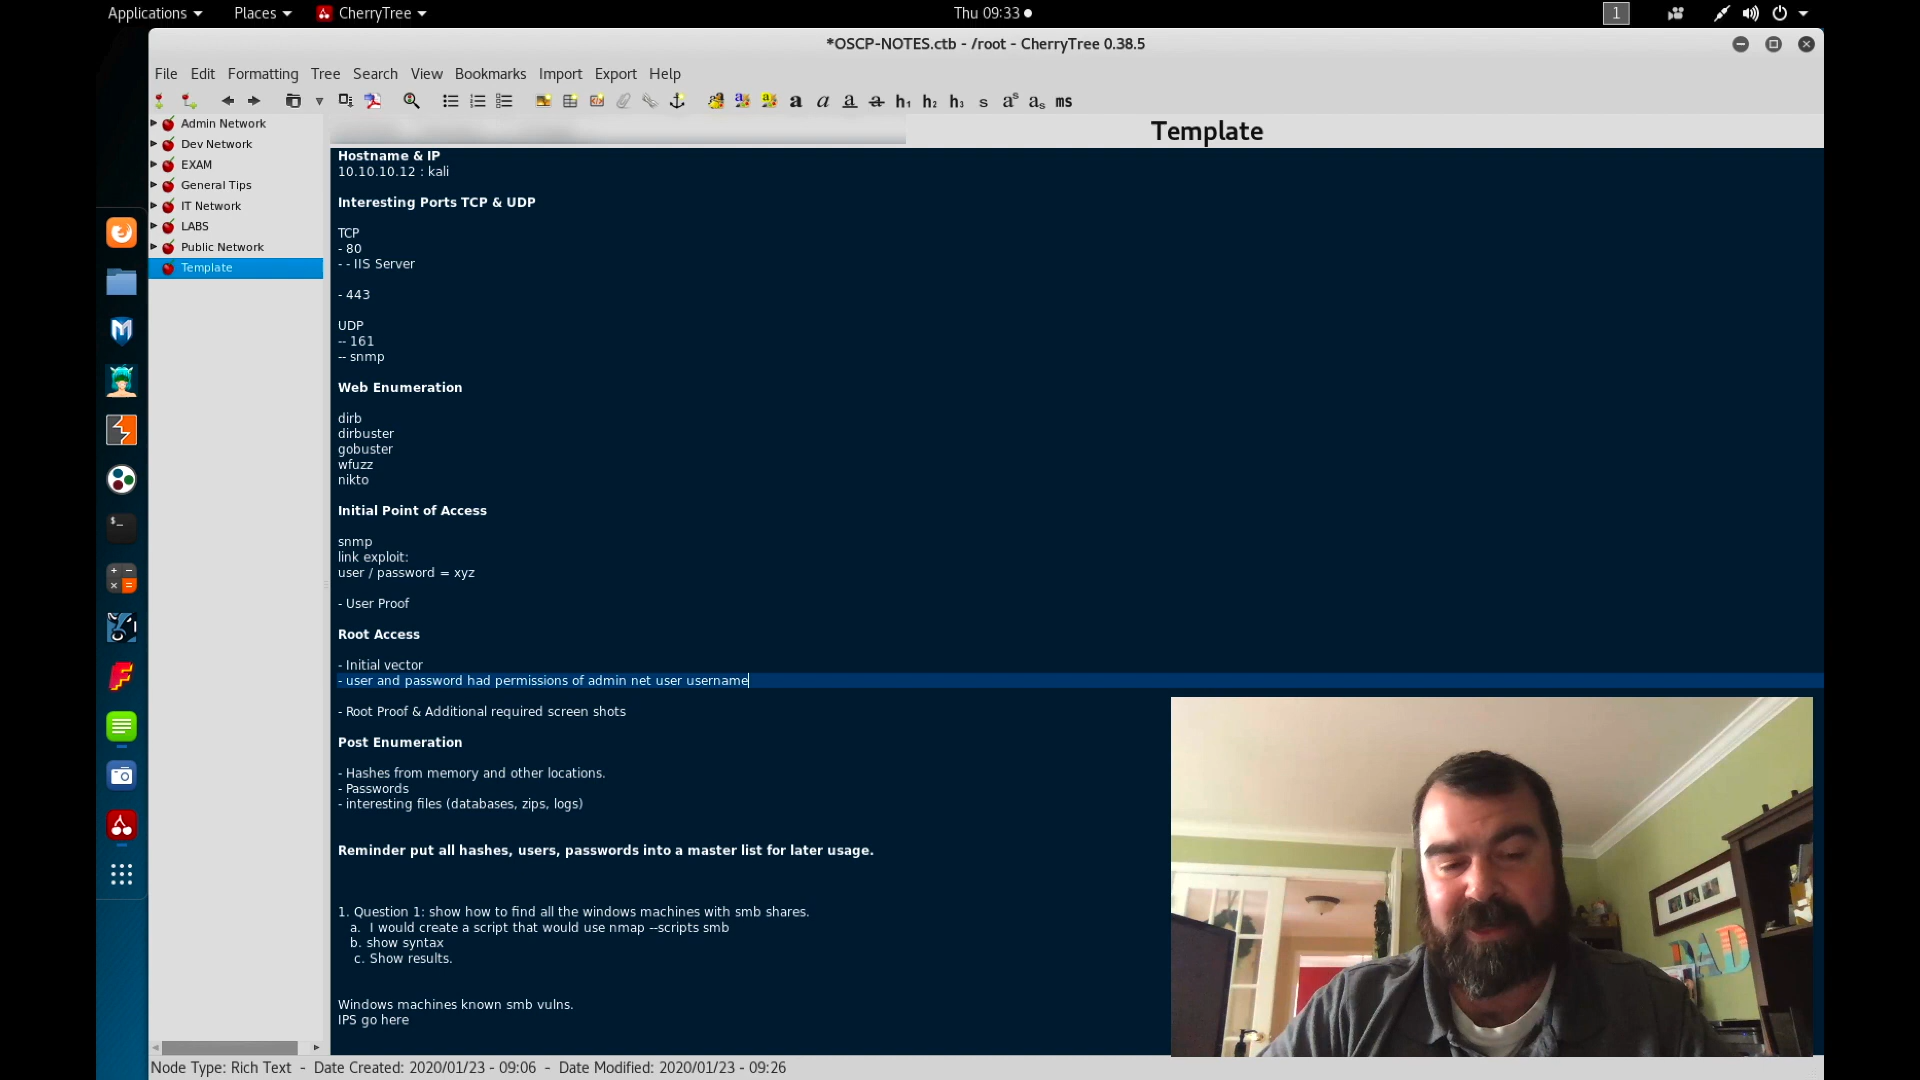 Applications Places CherryTree Thu 09:33 1
*OSCP-NOTES.ctb - /root - CherryTree 0.38.5
File Edit Formatting Tree Search View Bookmarks Import Export Help
a a a a h1 h2 h3 s as as ms
Admin Network
Dev Network
EXAM
General Tips
IT Network
LABS
Public Network
Template
Template
Hostname & IP
10.10.10.12 : kali
Interesting Ports TCP & UDP
TCP
- 80
- - IIS Server
- 443
UDP
-- 161
-- snmp
Web Enumeration
dirb
dirbuster
gobuster
wfuzz
nikto
Initial Point of Access
snmp
link exploit:
user / password = xyz
- User Proof
Root Access
- Initial vector
- user and password had permissions of admin net user username
- Root Proof & Additional required screen shots
Post Enumeration
- Hashes from memory and other locations.
- Passwords
- interesting files (databases, zips, logs)
Reminder put all hashes, users, passwords into a master list for later usage.
1. Question 1: show how to find all the windows machines with smb shares.
a. I would create a script that would use nmap --scripts smb
b. show syntax
c. Show results.
Windows machines known smb vulns.
IPS go here
DAD
Node Type: Rich Text - Date Created: 2020/01/23 - 09:06 - Date Modified: 2020/01/23 - 09:26